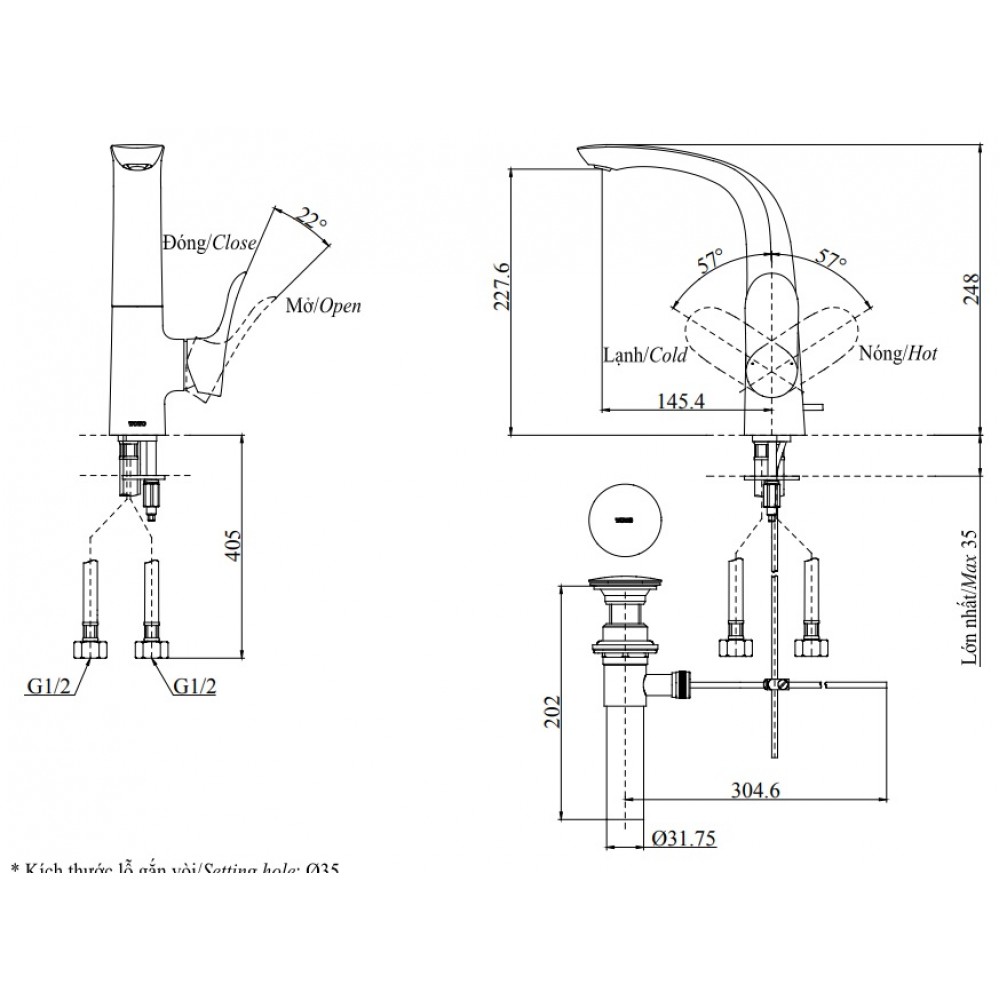 22°
Đóng/Close
Mở/Open
405
G1/2
G1/2
57°
57°
227.6
248
Lạnh/Cold
Nóng/Hot
145.4
Lớn nhất/Max 35
202
304.6
Ø31.75
* Kích thước lỗ gắn vòi/Setting hole: Ø35